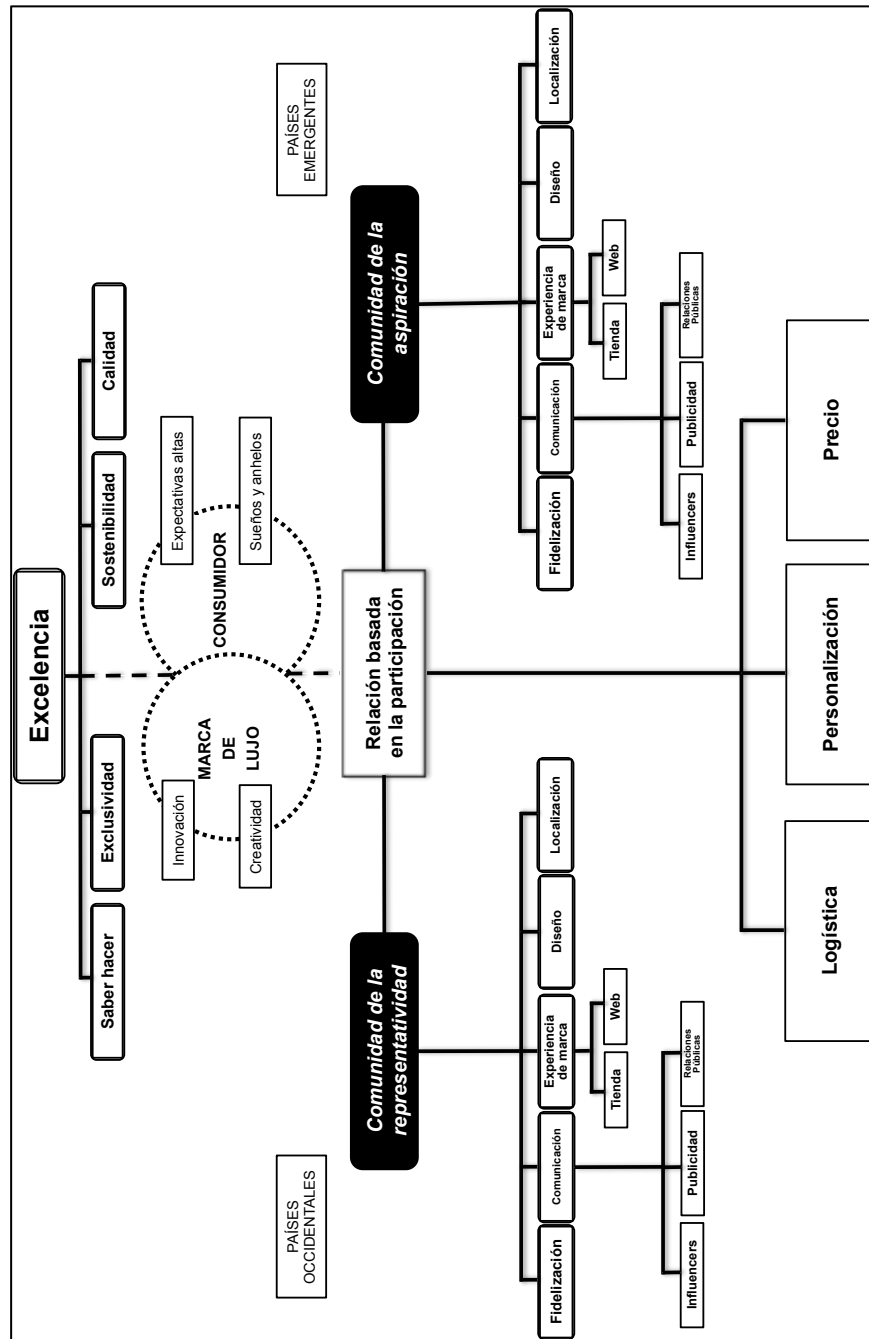 Excelencia
Saber hacer
Exclusividad
Sostenibilidad
Calidad
Innovación
Creatividad
MARCA
DE
LUJO
CONSUMIDOR
Expectativas altas
Sueños y anhelos
PAÍSES
OCCIDENTALES
PAÍSES
EMERGENTES
Comunidad de la
representatividad
Relación basada
en la participación
Comunidad de la
aspiración
Fidelización
Comunicación
Experiencia
de marca
Diseño
Localización
Tienda
Web
Influencers
Publicidad
Relaciones
Públicas
Fidelización
Comunicación
Experiencia
de marca
Diseño
Localización
Tienda
Web
Influencers
Publicidad
Relaciones
Públicas
Logística
Personalización
Precio